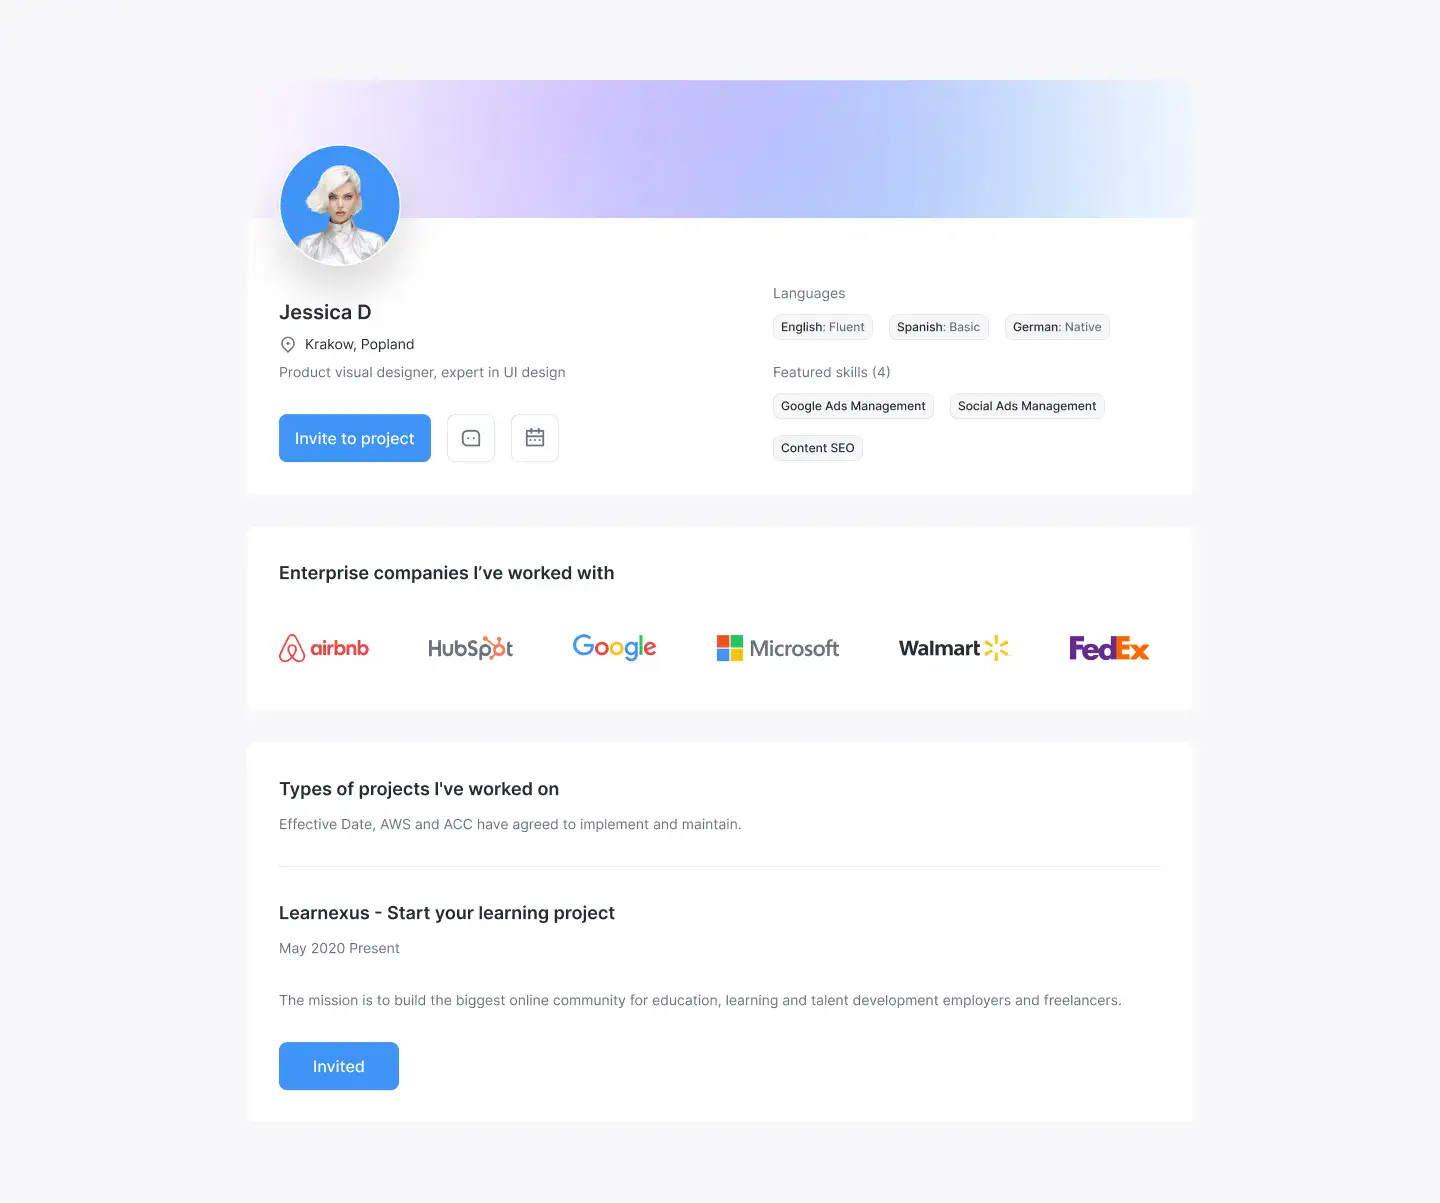 Jessica D
Krakow, Popland
Product visual designer, expert in UI design
Invite to project
Languages
English: Fluent
Spanish: Basic
German: Native
Featured skills (4)
Google Ads Management
Social Ads Management
Content SEO
Enterprise companies I’ve worked with
airbnb
HubSpot
Google
Microsoft
Walmart
FedEx
Types of projects I've worked on
Effective Date, AWS and ACC have agreed to implement and maintain.
Learnexus - Start your learning project
May 2020 Present
The mission is to build the biggest online community for education, learning and talent development employers and freelancers.
Invited